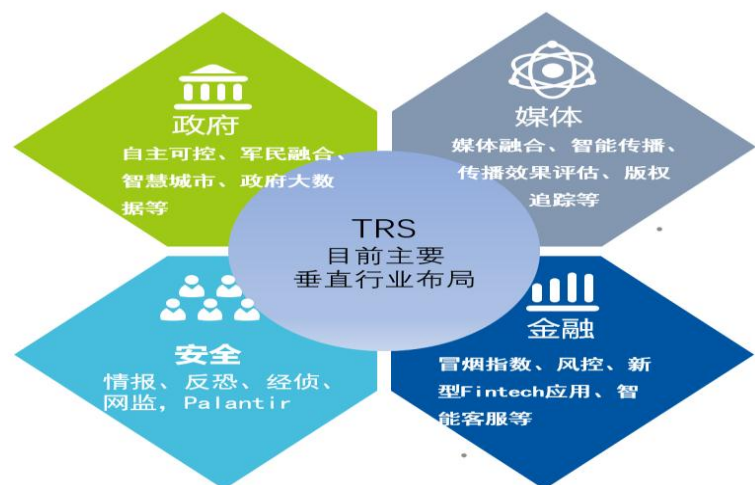 政府
自主可控、军民融合、
智慧城市、政府大数
据等
媒体
媒体融合、智能传播、
传播效果评估、版权
追踪等
TRS
目前主要
垂直行业布局
安全
情报、反恐、经侦、
网监，Palantir
金融
冒烟指数、风控、新
型Fintech应用、智
能客服等